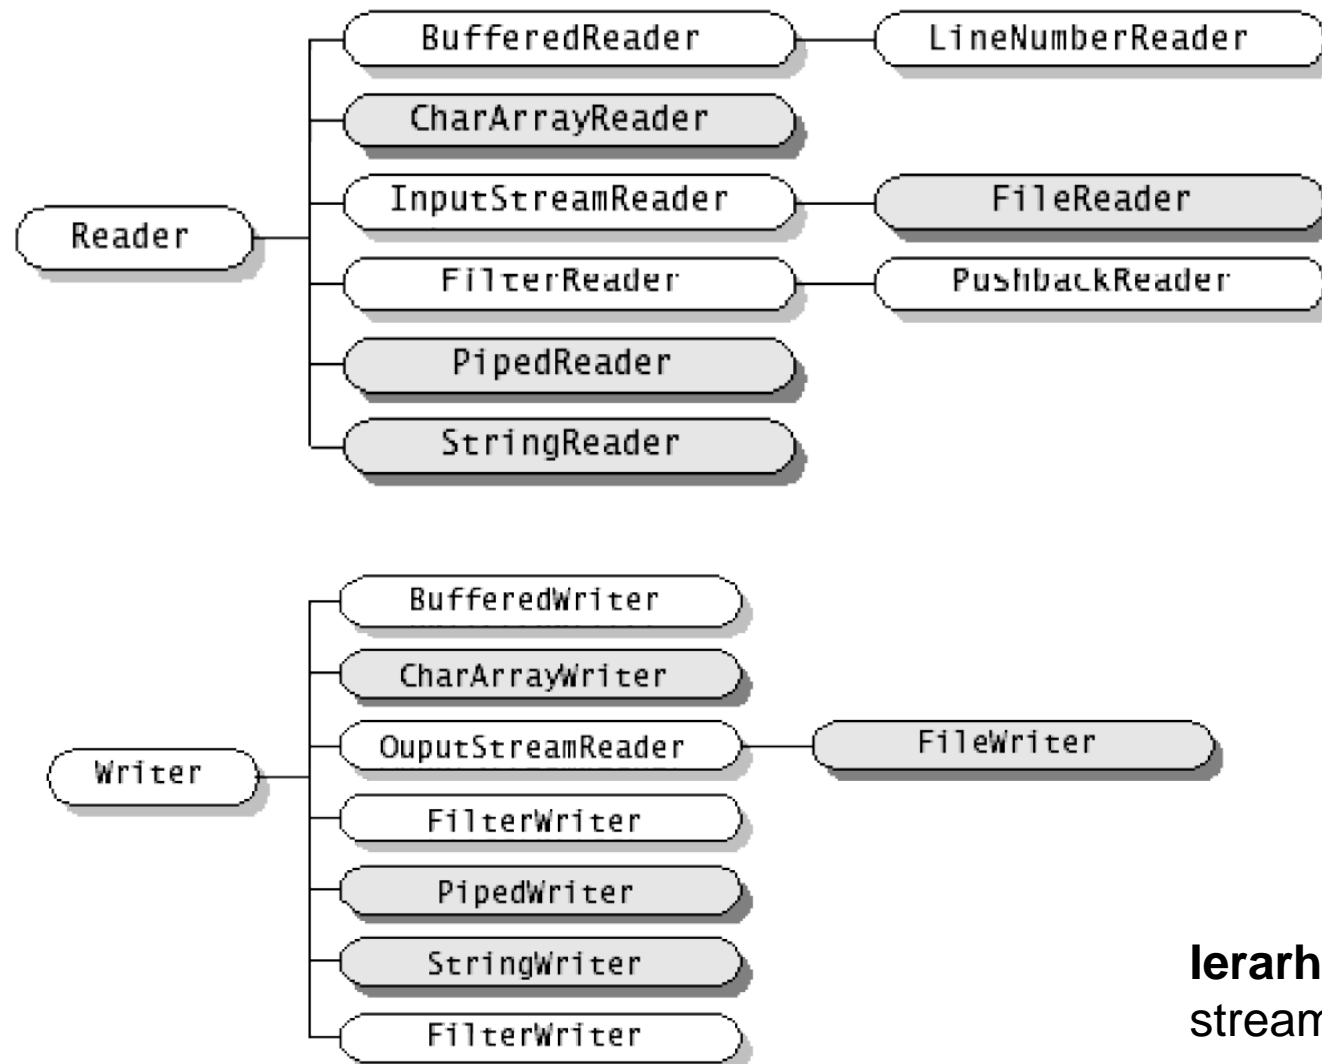 BufferedReader LineNumberReader
CharArrayReader
InputStreamReader FileReader
Reader
FilterReader PushbackReader
PipedReader
StringReader
BufferedWriter
CharArrayWriter
OuputStreamReader FileWriter
Writer
FilterWriter
PipedWriter
StringWriter
FilterWriter
Ierarh
stream